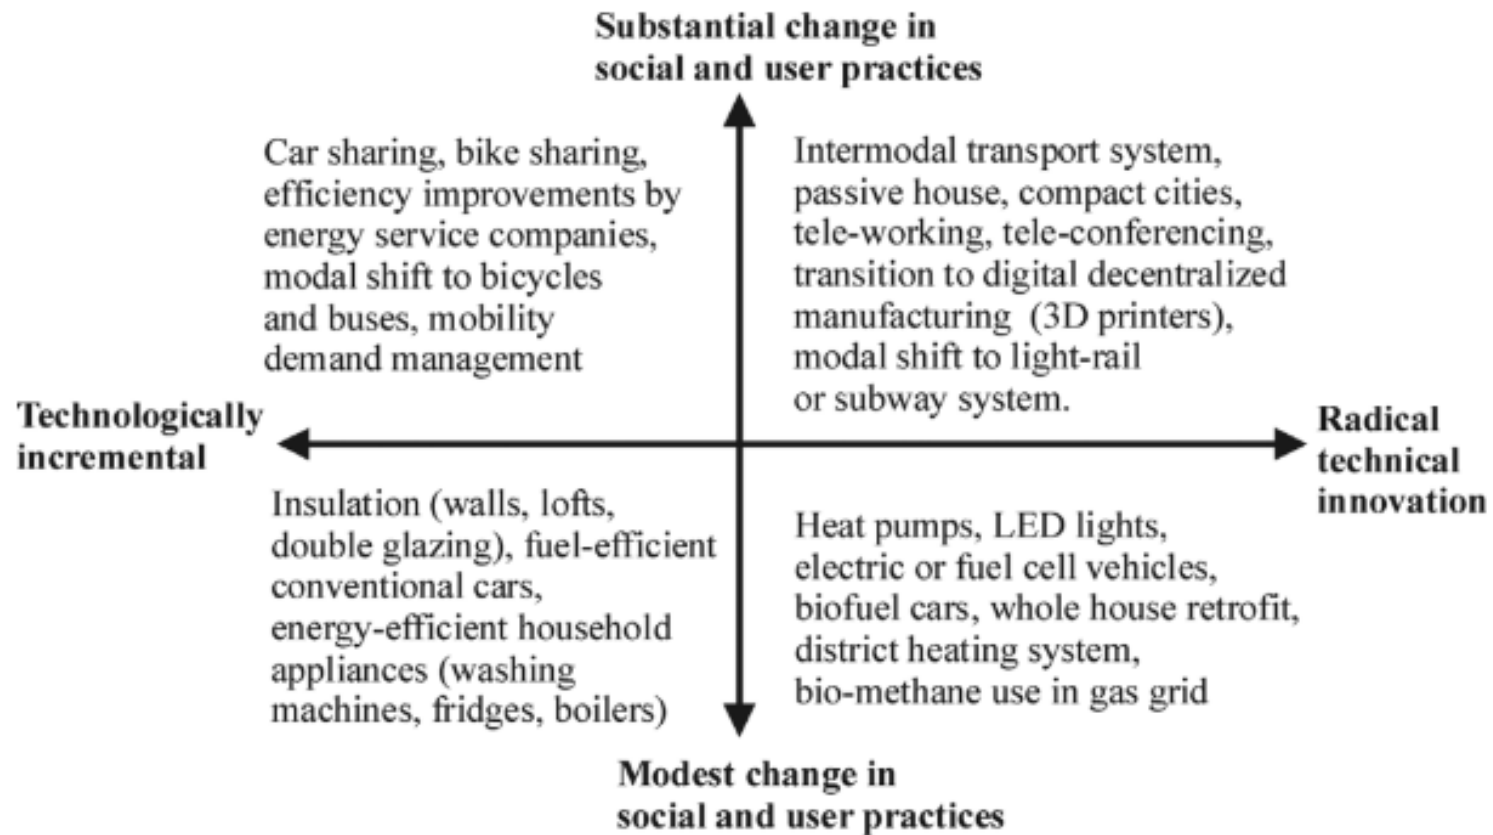 Substantial change in
social and user practices
Car sharing, bike sharing,
efficiency improvements by
energy service companies,
modal shift to bicycles
and buses, mobility
demand management
Intermodal transport system,
passive house, compact cities,
tele-working, tele-conferencing,
transition to digital decentralized
manufacturing (3D printers),
modal shift to light-rail
or subway system.
Technologically
incremental
Radical
technical
innovation
Insulation (walls, lofts,
double glazing), fuel-efficient
conventional cars,
energy-efficient household
appliances (washing
machines, fridges, boilers)
Heat pumps, LED lights,
electric or fuel cell vehicles,
biofuel cars, whole house retrofit,
district heating system,
bio-methane use in gas grid
Modest change in
social and user practices